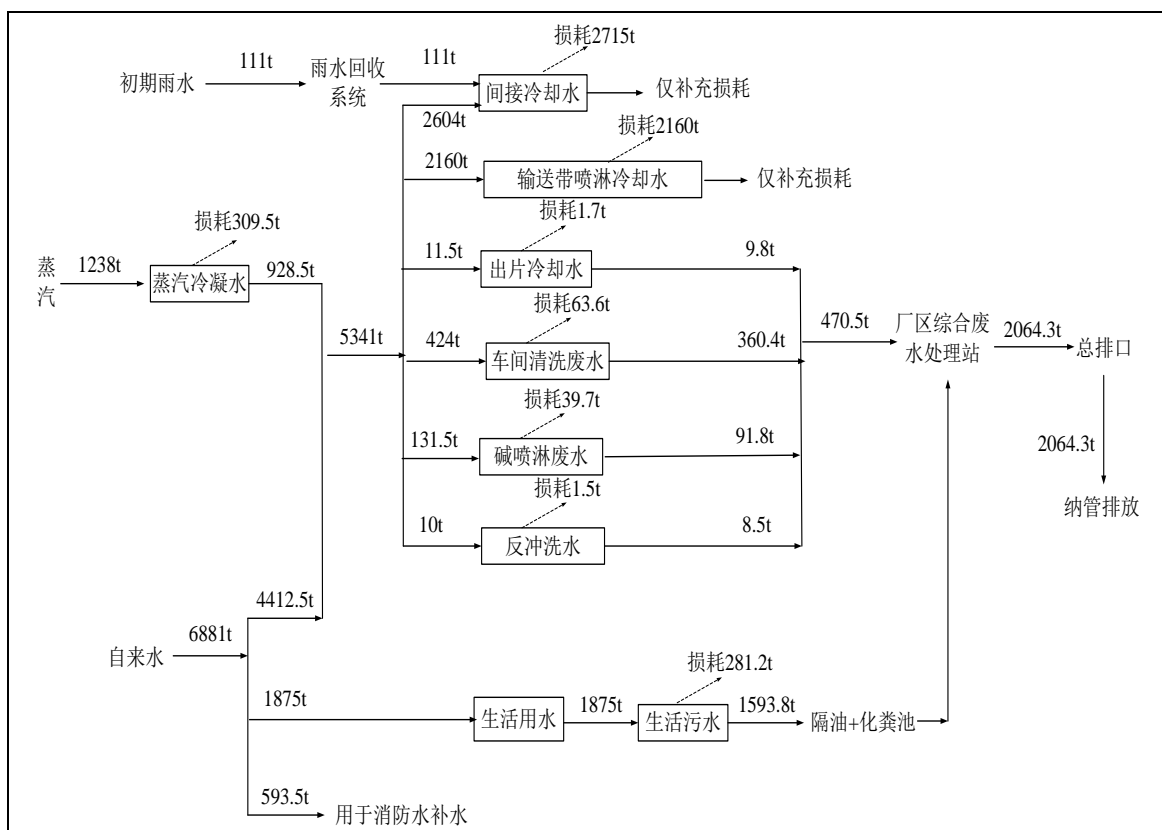 损耗2715t
111t
111t
初期雨水
雨水回收
系统
间接冷却水
仅补充损耗
2604t
损耗2160t
2160t
输送带喷淋冷却水
仅补充损耗
损耗309.5t
损耗1.7t
蒸
汽
1238t
蒸汽冷凝水
928.5t
11.5t
出片冷却水
9.8t
损耗63.6t
5341t
424t
车间清洗废水
360.4t
470.5t
厂区综合废
水处理站
2064.3t
总排口
损耗39.7t
131.5t
碱喷淋废水
91.8t
2064.3t
损耗1.5t
纳管排放
10t
反冲洗水
8.5t
4412.5t
自来水
6881t
损耗281.2t
1875t
生活用水
1875t
生活污水
1593.8t
隔油+化粪池
593.5t
用于消防水补水